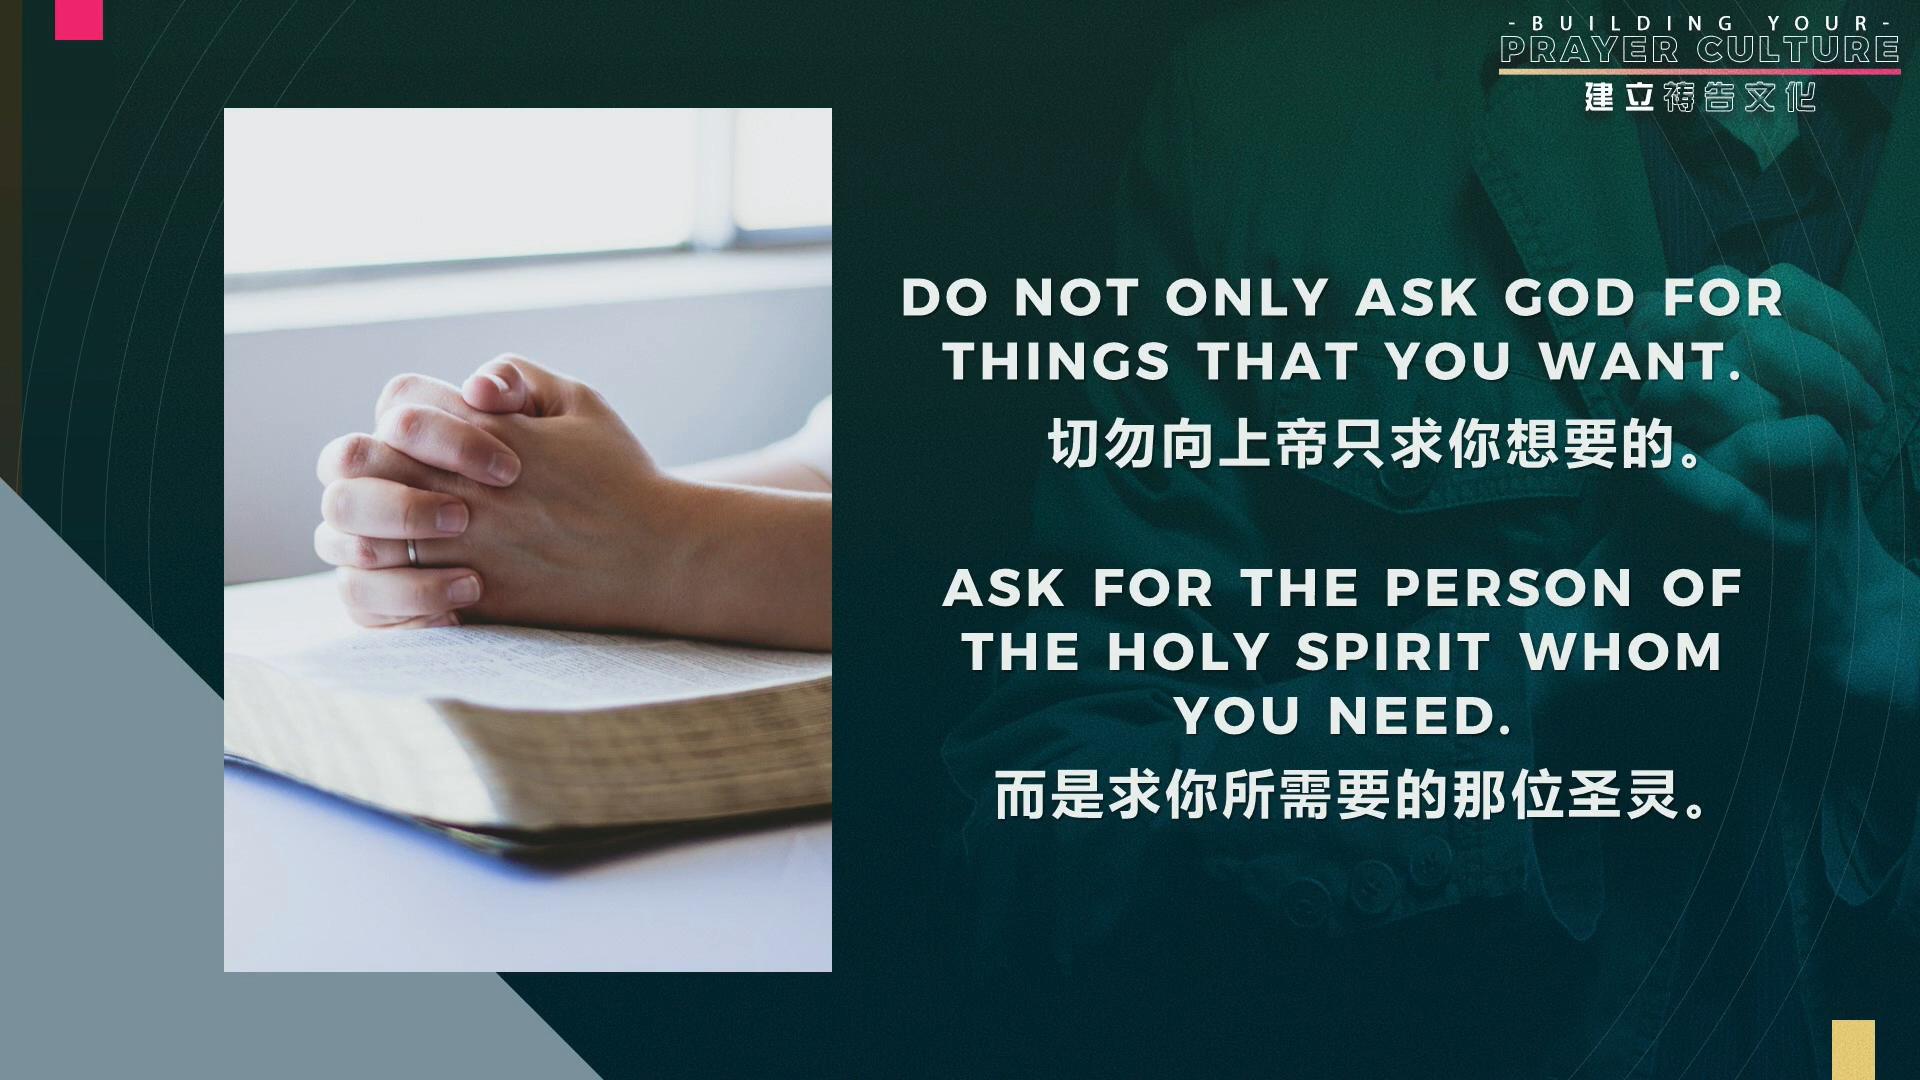 - BUILDING YOUR -
PRAYER CULTURE
建立祷告文化
DO NOT ONLY ASK GOD FOR
THINGS THAT YOU WANT.
切勿向上帝只求你想要的。
ASK FOR THE PERSON OF
THE HOLY SPIRIT WHOM
YOU NEED.
而是求你所需要的那位圣灵。